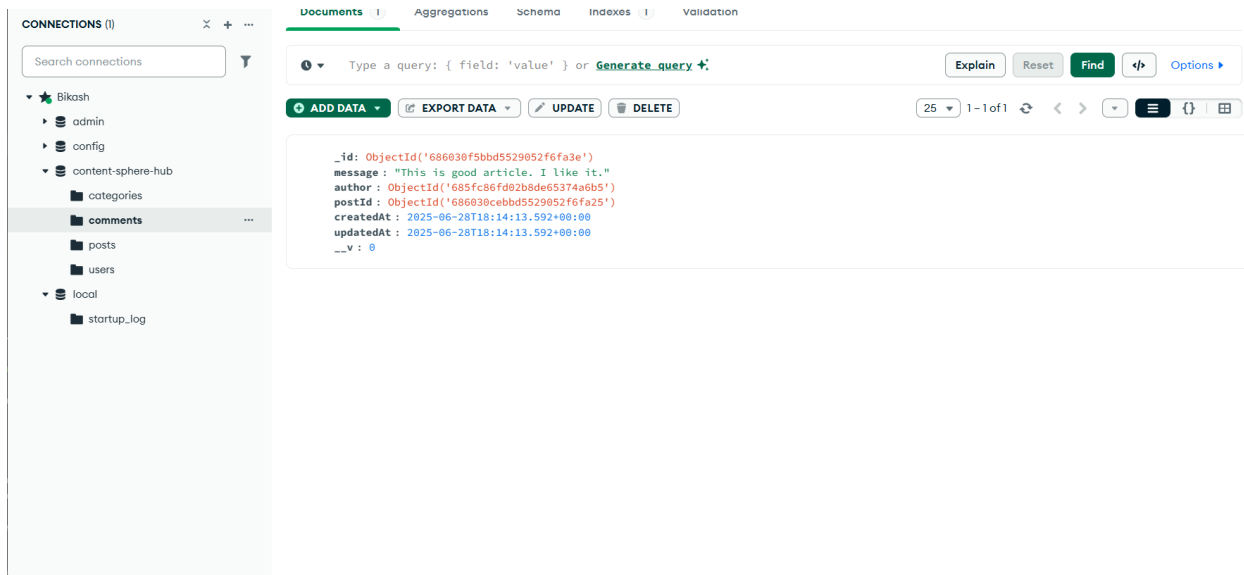 CONNECTIONS (1)
Search connections
Bikash
admin
config
content-sphere-hub
categories
comments
posts
users
local
startup_log
Documents 1 Aggregations Schema Indexes 1 Validation
Type a query: { field: 'value' } or Generate query
Explain Reset Find </> Options
ADD DATA EXPORT DATA UPDATE DELETE
25 1-1 of 1 {}
_id: ObjectId('686030f5bbd5529052f6fa3e')
message : "This is good article. I like it."
author : ObjectId('685fc86fd02b8de65374a6b5')
postId : ObjectId('686030cebbd5529052f6fa25')
createdAt : 2025-06-28T18:14:13.592+00:00
updatedAt : 2025-06-28T18:14:13.592+00:00
__v : 0